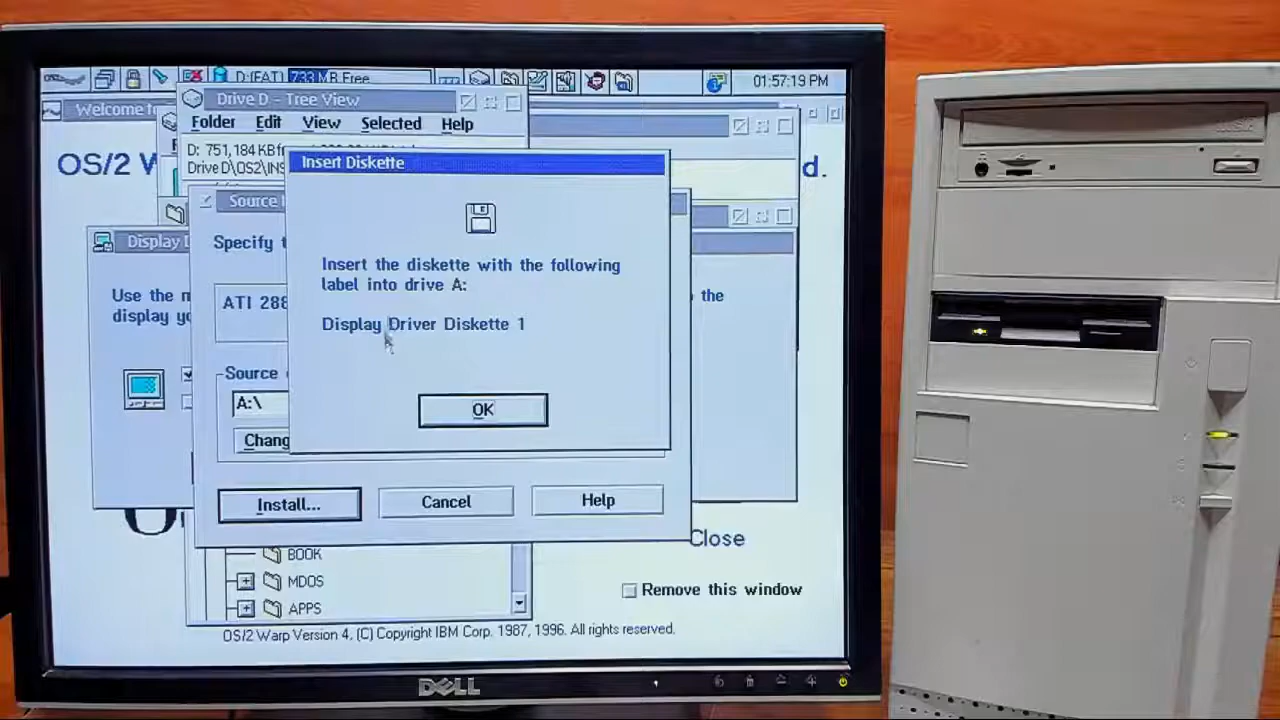 D:(FAT) 733 MB Free
01:57:19 PM
Welcome to
Drive D - Tree View
Folder Edit View Selected Help
D: 751,184 KB
Drive D\OS2\INS
OS/2 W
d.
Insert Diskette
Source
Specify t
Display
Insert the diskette with the following
label into drive A:
Use the m
display yo
the
ATI 288
Display Driver Diskette 1
Source
A:\
Chang
OK
Install... Cancel Help
Close
BOOK
MDOS
APPS
Remove this window
OS/2 Warp Version 4, (C) Copyright IBM Corp. 1987, 1996. All rights reserved.
DELL